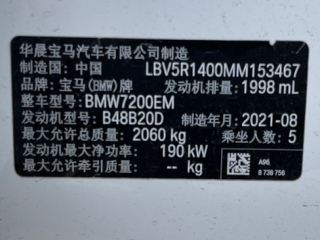 华晨宝马汽车有限公司制造
制造国：中国 LBV5R1400MM153467
品牌：宝马(BMW)牌 发动机排量：1998 mL
整车型号：BMW7200EM
发动机型号：B48B20D 制造年月：2021-08
最大允许总质量：2060 kg 乘坐人数：5
发动机最大净功率：190 kW
最大允许牵引质量：-- kg
A96
8 736 756